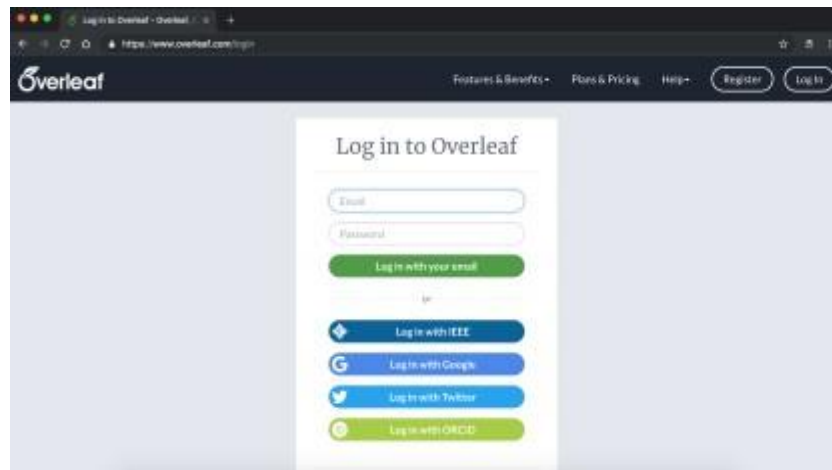 Log in to Overleaf - Overleaf
https://www.overleaf.com/login
Overleaf
Features & Benefits
Plans & Pricing
Help
Register
Log In
Log in to Overleaf
Email
Password
Log in with your email
or
Log in with IEEE
Log in with Google
Log in with Twitter
Log in with ORCID